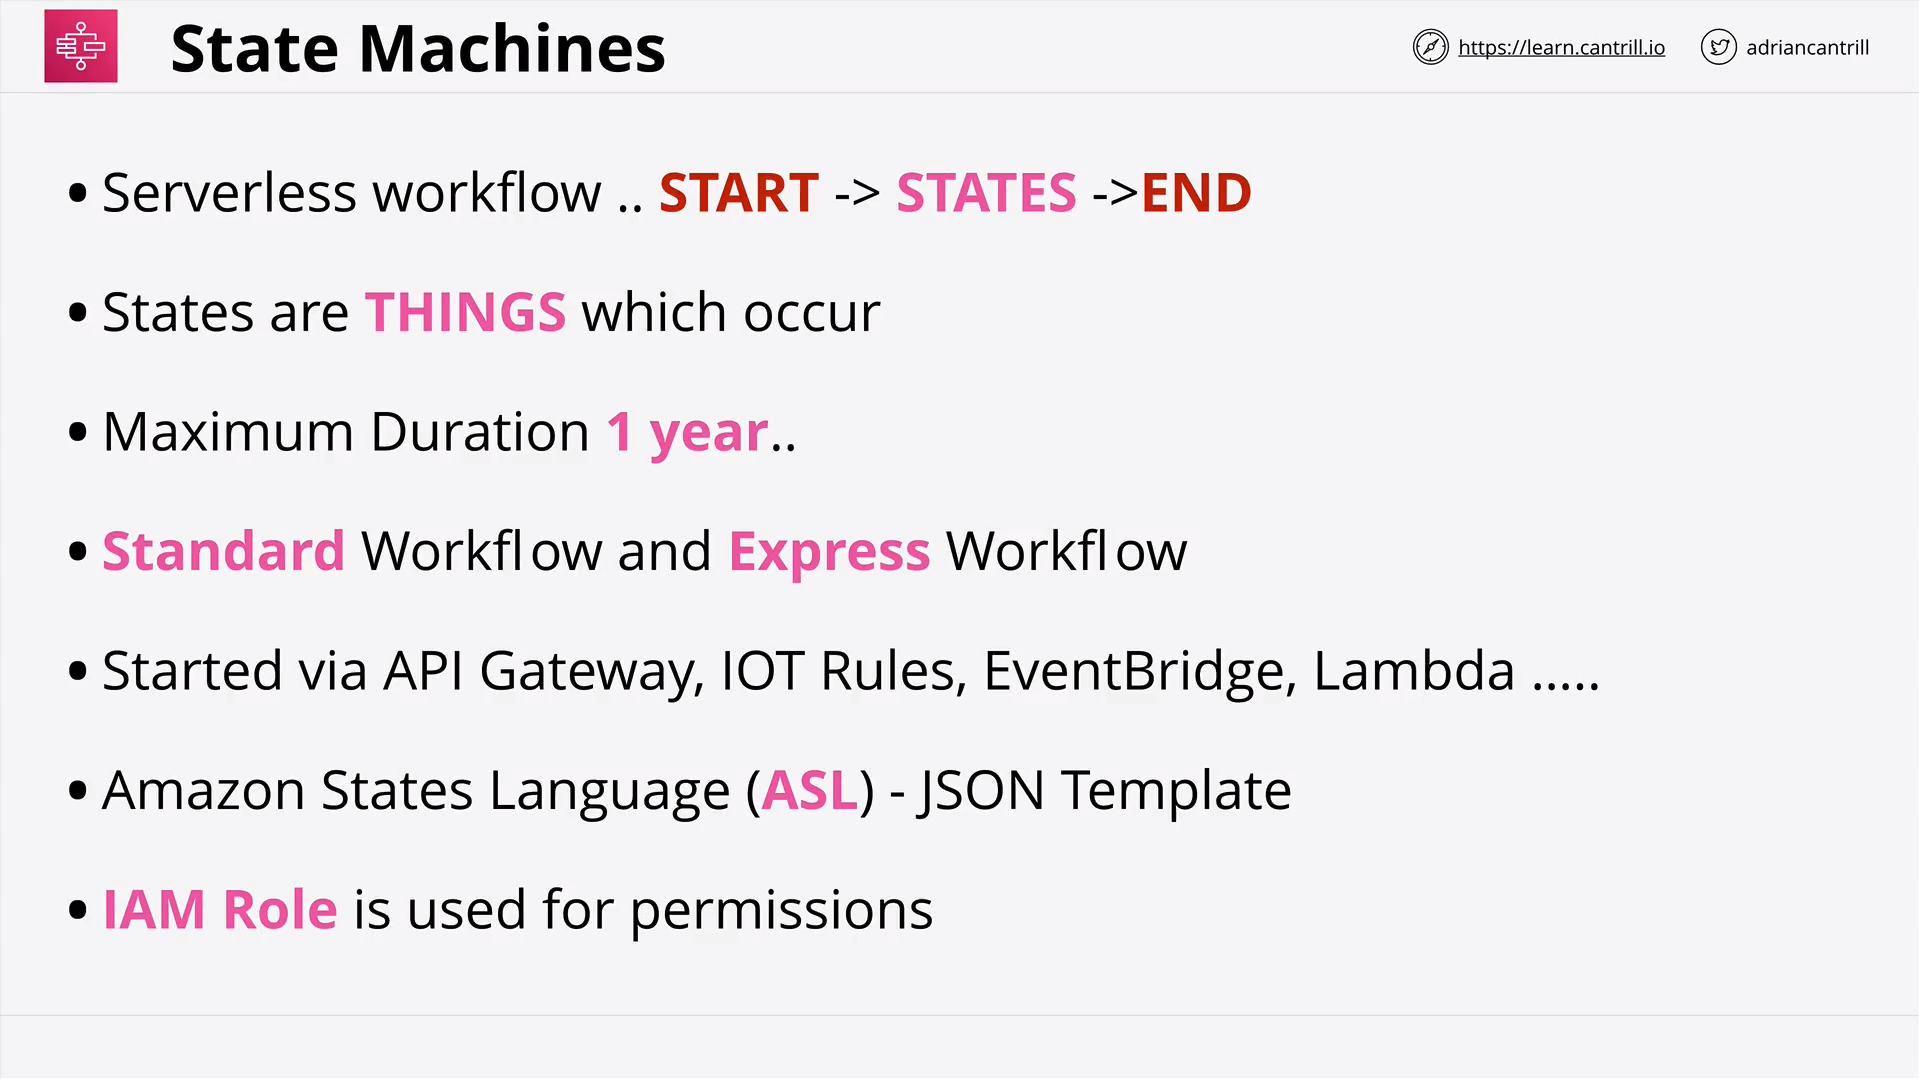 State Machines
https://learn.cantrill.io
adriancantrill
• Serverless workflow .. START -> STATES ->END
• States are THINGS which occur
• Maximum Duration 1 year..
• Standard Workflow and Express Workflow
• Started via API Gateway, IOT Rules, EventBridge, Lambda .....
• Amazon States Language (ASL) - JSON Template
• IAM Role is used for permissions